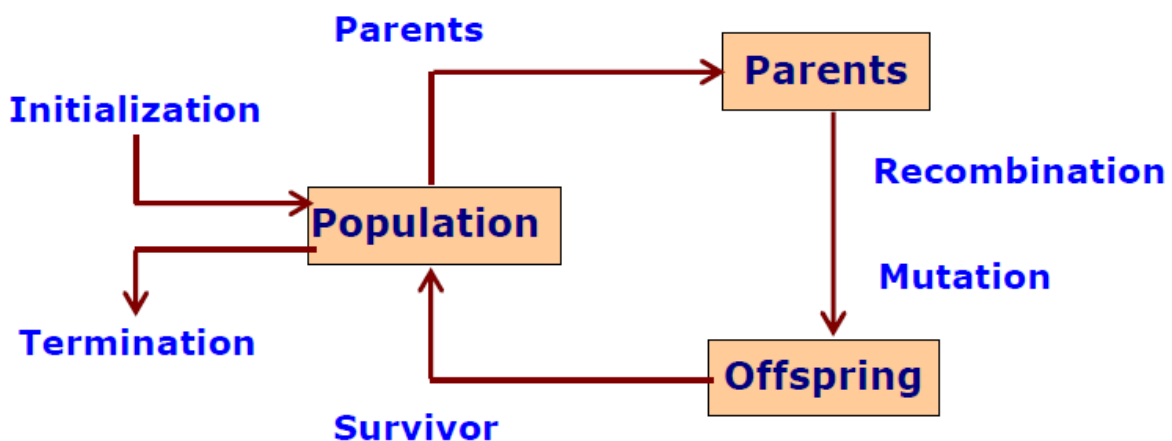 Parents
Parents
Initialization
Recombination
Population
Mutation
Termination
Offspring
Survivor